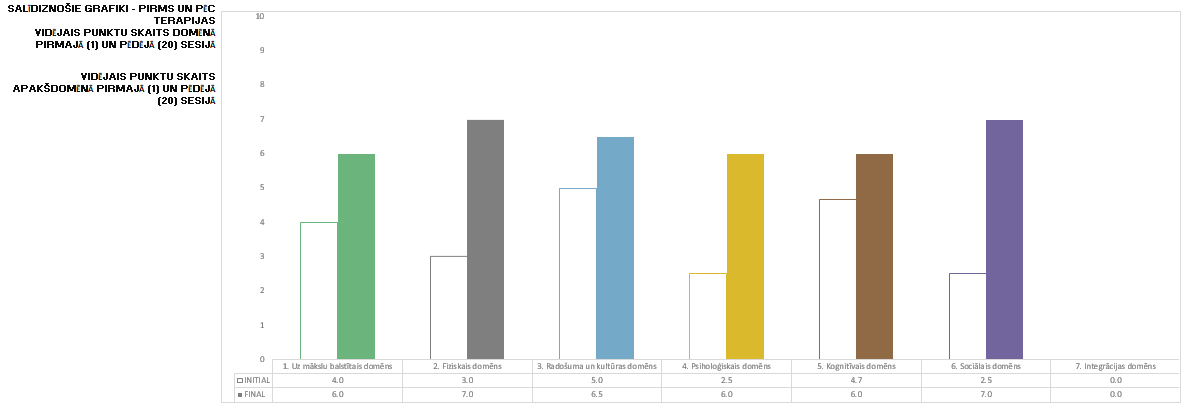 SALĪDZINOŠIE GRAFIKI - PIRMS UN PĒC
TERAPIJAS
VIDĒJAIS PUNKTU SKAITS DOMĒNĀ
PIRMAJĀ (1) UN PĒDĒJĀ (20) SESIJĀ
VIDĒJAIS PUNKTU SKAITS
APAKŠDOMĒNĀ PIRMAJĀ (1) UN PĒDĒJĀ
(20) SESIJĀ
10
9
8
7
6
5
4
3
2
1
0
1. Uz mākslu balstītais domēns 2. Fiziskais domēns 3. Radošuma un kultūras domēns 4. Psiholoģiskais domēns 5. Kognitīvais domēns 6. Sociālais domēns 7. Integrācijas domēns
INITIAL 4.0 3.0 5.0 2.5 4.7 2.5 0.0
FINAL 6.0 7.0 6.5 6.0 6.0 7.0 0.0